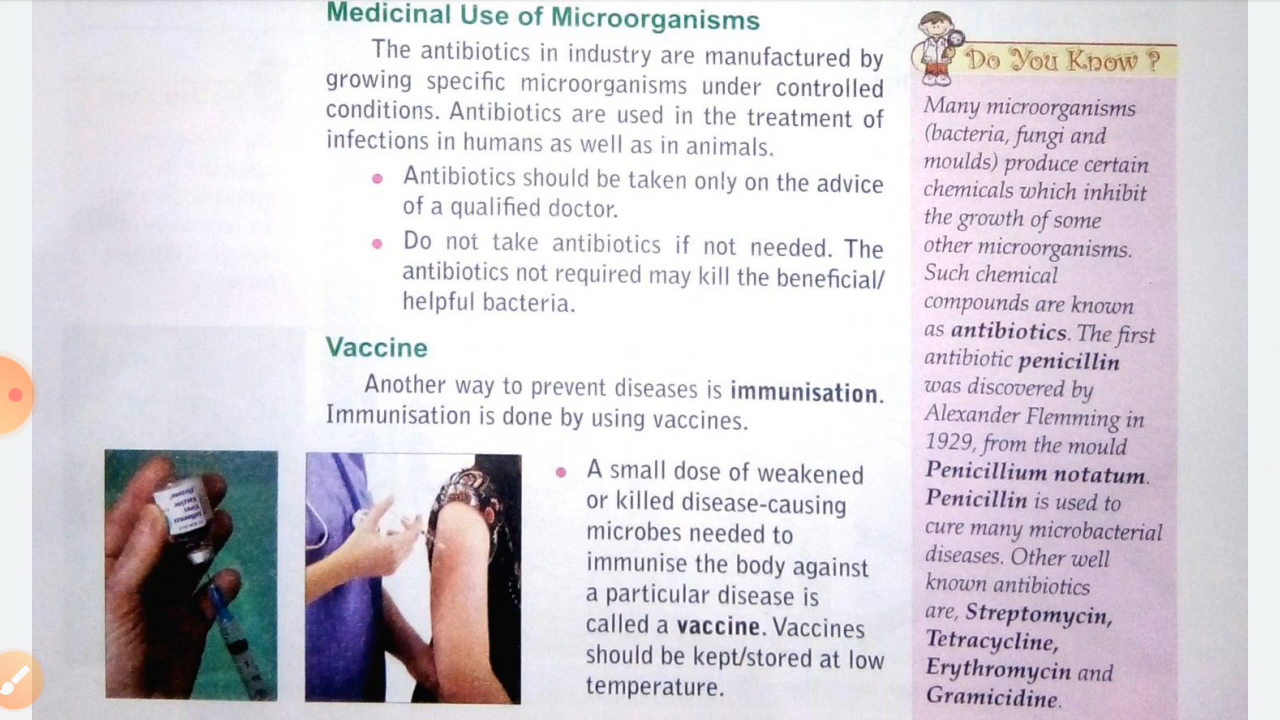 Medicinal Use of Microorganisms
The antibiotics in industry are manufactured by
growing specific microorganisms under controlled
conditions. Antibiotics are used in the treatment of
infections in humans as well as in animals.
Antibiotics should be taken only on the advice
of a qualified doctor.
Do not take antibiotics if not needed. The
antibiotics not required may kill the beneficial/
helpful bacteria.
Vaccine
Another way to prevent diseases is immunisation.
Immunisation is done by using vaccines.
Influenza
Virus
Vaccine
A small dose of weakened
or killed disease-causing
microbes needed to
immunise the body against
a particular disease is
called a vaccine. Vaccines
should be kept/stored at low
temperature.
Do You Know ?
Many microorganisms
(bacteria, fungi and
moulds) produce certain
chemicals which inhibit
the growth of some
other microorganisms.
Such chemical
compounds are known
as antibiotics. The first
antibiotic penicillin
was discovered by
Alexander Flemming in
1929, from the mould
Penicillium notatum.
Penicillin is used to
cure many microbacterial
diseases. Other well
known antibiotics
are, Streptomycin,
Tetracycline,
Erythromycin and
Gramicidine.